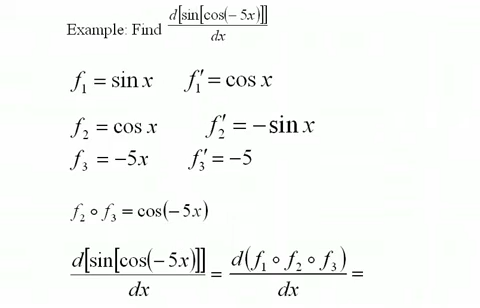 Example: Find d[sin[cos(−5x)]]/dx
f₁ = sin x f₁′ = cos x
f₂ = cos x f₂′ = −sin x
f₃ = −5x f₃′ = −5
f₂ ∘ f₃ = cos(−5x)
d[sin[cos(−5x)]]/dx = d(f₁ ∘ f₂ ∘ f₃)/dx =